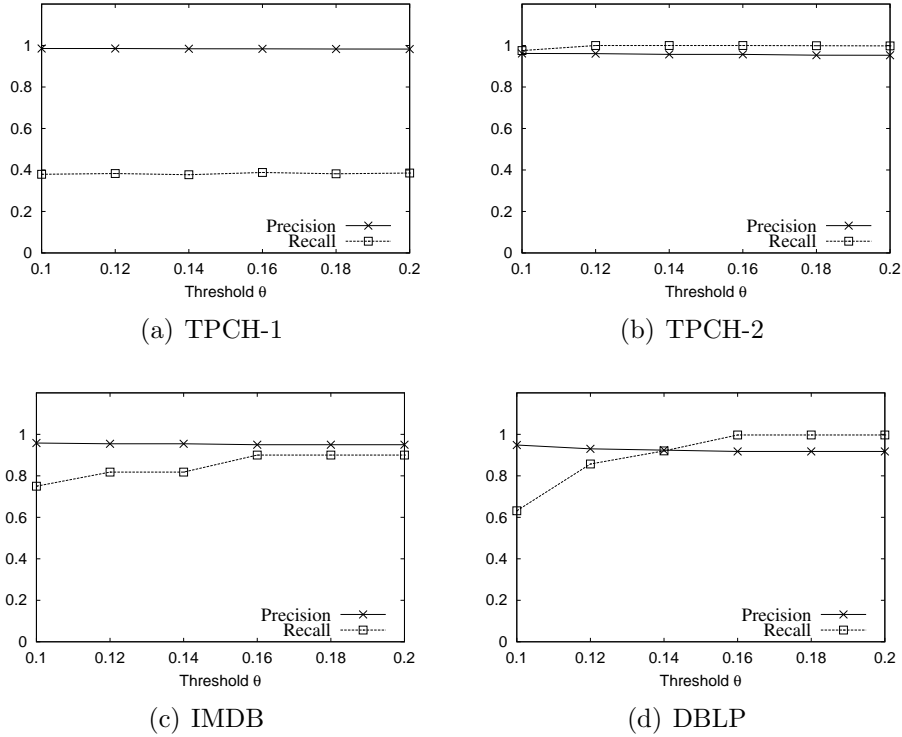 1
0.8
0.6
0.4
0.2
0
Precision
Recall
0.1 0.12 0.14 0.16 0.18 0.2
Threshold θ
(a) TPCH-1
1
0.8
0.6
0.4
0.2
0
Precision
Recall
0.1 0.12 0.14 0.16 0.18 0.2
Threshold θ
(b) TPCH-2
1
0.8
0.6
0.4
0.2
0
Precision
Recall
0.1 0.12 0.14 0.16 0.18 0.2
Threshold θ
(c) IMDB
1
0.8
0.6
0.4
0.2
0
Precision
Recall
0.1 0.12 0.14 0.16 0.18 0.2
Threshold θ
(d) DBLP